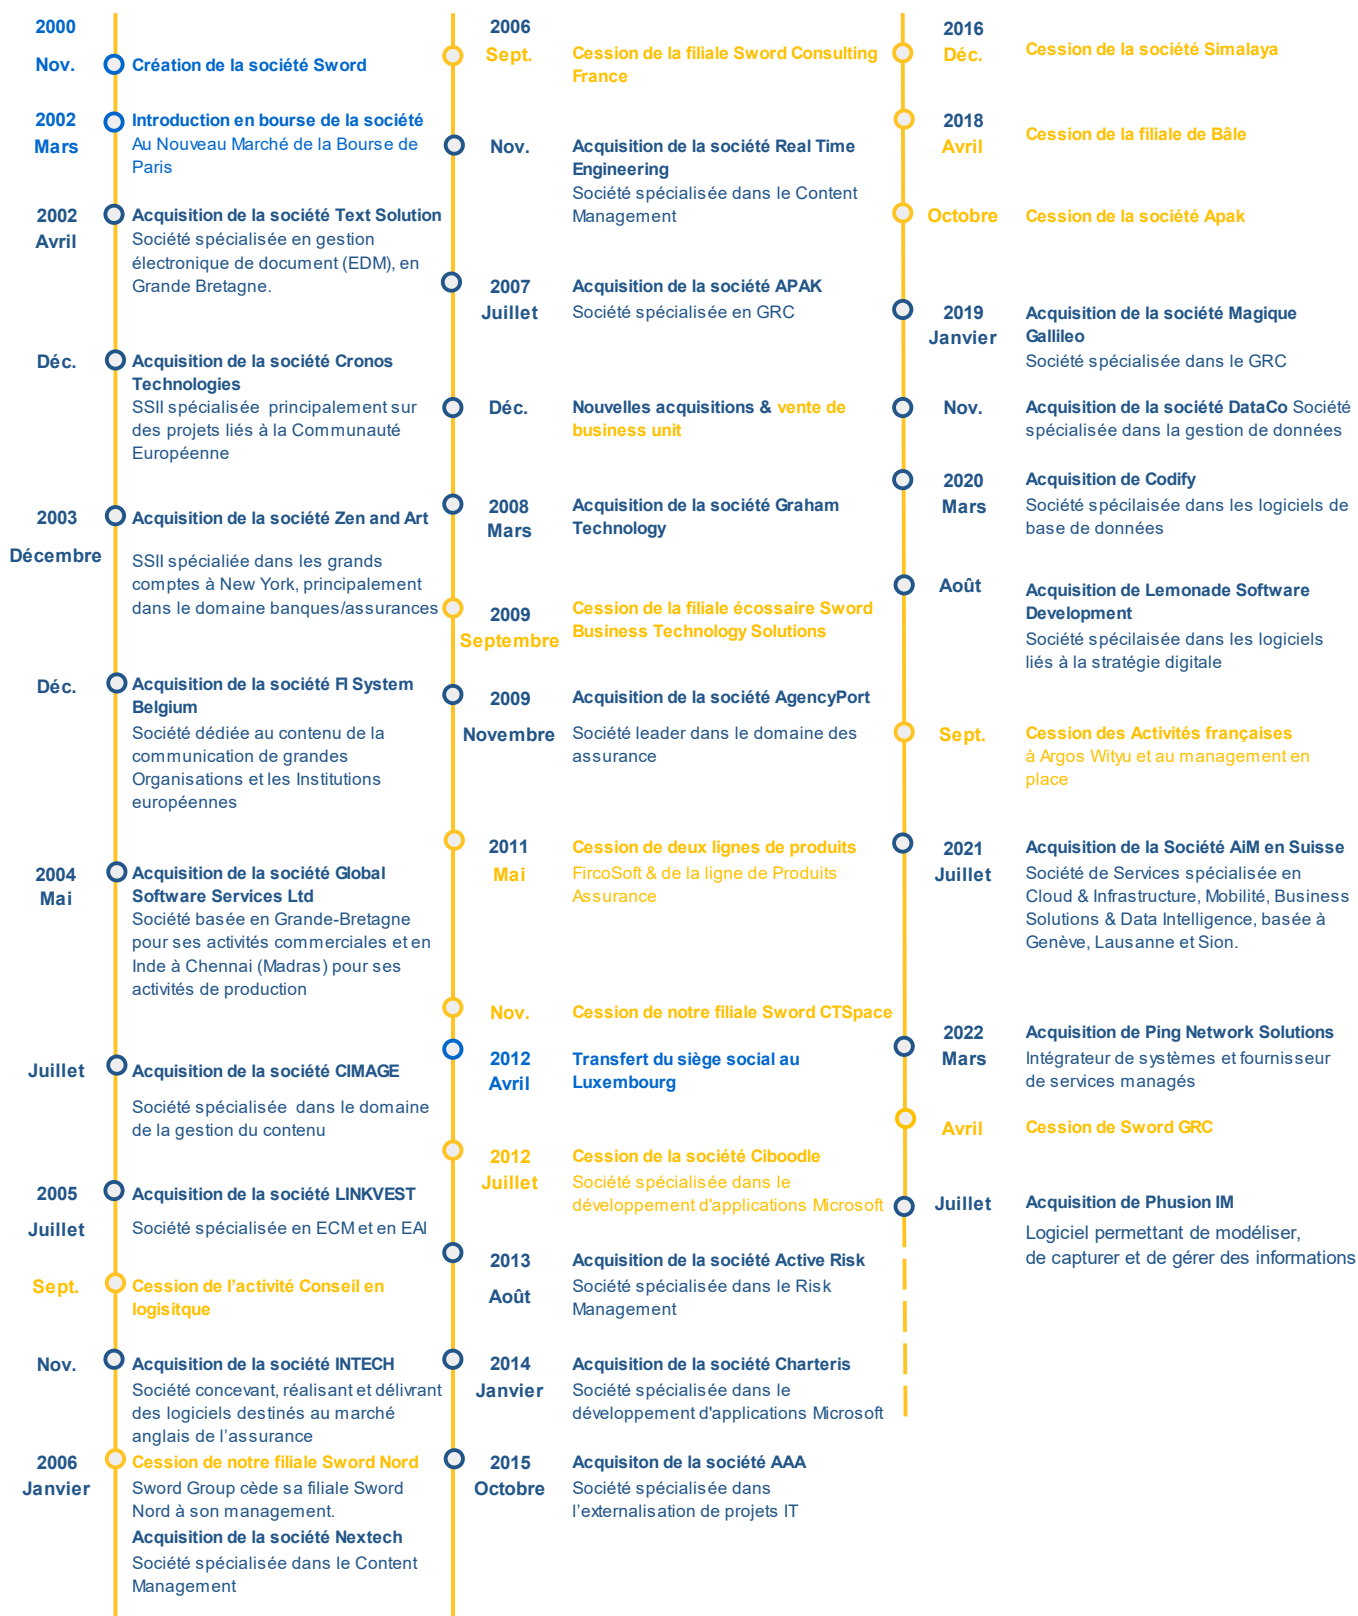 2000
Nov.
Création de la société Sword
2002
Mars
Introduction en bourse de la société
Au Nouveau Marché de la Bourse de
Paris
2002
Avril
Acquisition de la société Text Solution
Société spécialisée en gestion
électronique de document (EDM), en
Grande Bretagne.
Déc.
Acquisition de la société Cronos
Technologies
SSII spécialisée principalement sur
des projets liés à la Communauté
Européenne
2003
Décembre
Acquisition de la société Zen and Art
SSII spécialiée dans les grands
comptes à New York, principalement
dans le domaine banques/assurances
Déc.
Acquisition de la société FI System
Belgium
Société dédiée au contenu de la
communication de grandes
Organisations et les Institutions
européennes
2004
Mai
Acquisition de la société Global
Software Services Ltd
Société basée en Grande-Bretagne
pour ses activités commerciales et en
Inde à Chennai (Madras) pour ses
activités de production
Juillet
Acquisition de la société CIMAGE
Société spécialisée dans le domaine
de la gestion du contenu
2005
Juillet
Acquisition de la société LINKVEST
Société spécialisée en ECM et en EAI
Sept.
Cession de l’activité Conseil en
logisitque
Nov.
Acquisition de la société INTECH
Société concevant, réalisant et délivrant
des logiciels destinés au marché
anglais de l’assurance
2006
Janvier
Cession de notre filiale Sword Nord
Sword Group cède sa filiale Sword
Nord à son management.
Acquisition de la société Nextech
Société spécialisée dans le Content
Management
2006
Sept.
Cession de la filiale Sword Consulting
France
Nov.
Acquisition de la société Real Time
Engineering
Société spécialisée dans le Content
Management
2007
Juillet
Acquisition de la société APAK
Société spécialisée en GRC
Déc.
Nouvelles acquisitions & vente de
business unit
2008
Mars
Acquisition de la société Graham
Technology
2009
Septembre
Cession de la filiale écossaire Sword
Business Technology Solutions
2009
Novembre
Acquisition de la société AgencyPort
Société leader dans le domaine des
assurance
2011
Mai
Cession de deux lignes de produits
FircoSoft & de la ligne de Produits
Assurance
Nov.
Cession de notre filiale Sword CTSpace
2012
Avril
Transfert du siège social au
Luxembourg
2012
Juillet
Cession de la société Ciboodle
Société spécialisée dans le
développement d'applications Microsoft
2013
Août
Acquisition de la société Active Risk
Société spécialisée dans le Risk
Management
2014
Janvier
Acquisition de la société Charteris
Société spécialisée dans le
développement d'applications Microsoft
2015
Octobre
Acquisiton de la société AAA
Société spécialisée dans
l’externalisation de projets IT
2016
Déc.
Cession de la société Simalaya
2018
Avril
Cession de la filiale de Bâle
Octobre
Cession de la société Apak
2019
Janvier
Acquisition de la société Magique
Gallileo
Société spécialisée dans le GRC
Nov.
Acquisition de la société DataCo Société
spécialisée dans la gestion de données
2020
Mars
Acquisition de Codify
Société spécilaisée dans les logiciels de
base de données
Août
Acquisition de Lemonade Software
Development
Société spécilaisée dans les logiciels
liés à la stratégie digitale
Sept.
Cession des Activités françaises
à Argos Wityu et au management en
place
2021
Juillet
Acquisition de la Société AiM en Suisse
Société de Services spécialisée en
Cloud & Infrastructure, Mobilité, Business
Solutions & Data Intelligence, basée à
Genève, Lausanne et Sion.
2022
Mars
Acquisition de Ping Network Solutions
Intégrateur de systèmes et fournisseur
de services managés
Avril
Cession de Sword GRC
Juillet
Acquisition de Phusion IM
Logiciel permettant de modéliser,
de capturer et de gérer des informations